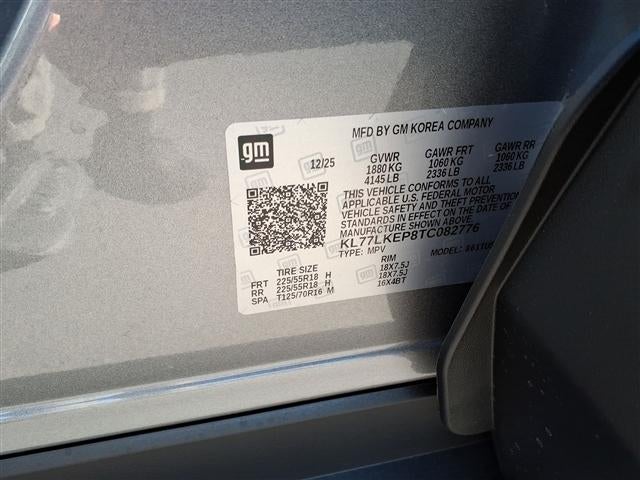 MFD BY GM KOREA COMPANY
gm
12/25
GVWR GAWR FRT GAWR RR
1880 KG 1060 KG 1060 KG
4145 LB 2336 LB 2336 LB
THIS VEHICLE CONFORMS TO ALL
APPLICABLE U.S. FEDERAL MOTOR
VEHICLE SAFETY AND THEFT PREVENTION
STANDARDS IN EFFECT ON THE DATE OF
MANUFACTURE SHOWN ABOVE.
KL77LKEP8TC082776
TYPE: MPV MODEL:
TIRE SIZE RIM
FRT 225/55R18 H 18X7.5J
RR 225/55R18 H 18X7.5J
SPA T125/70R16 M 16X4BT